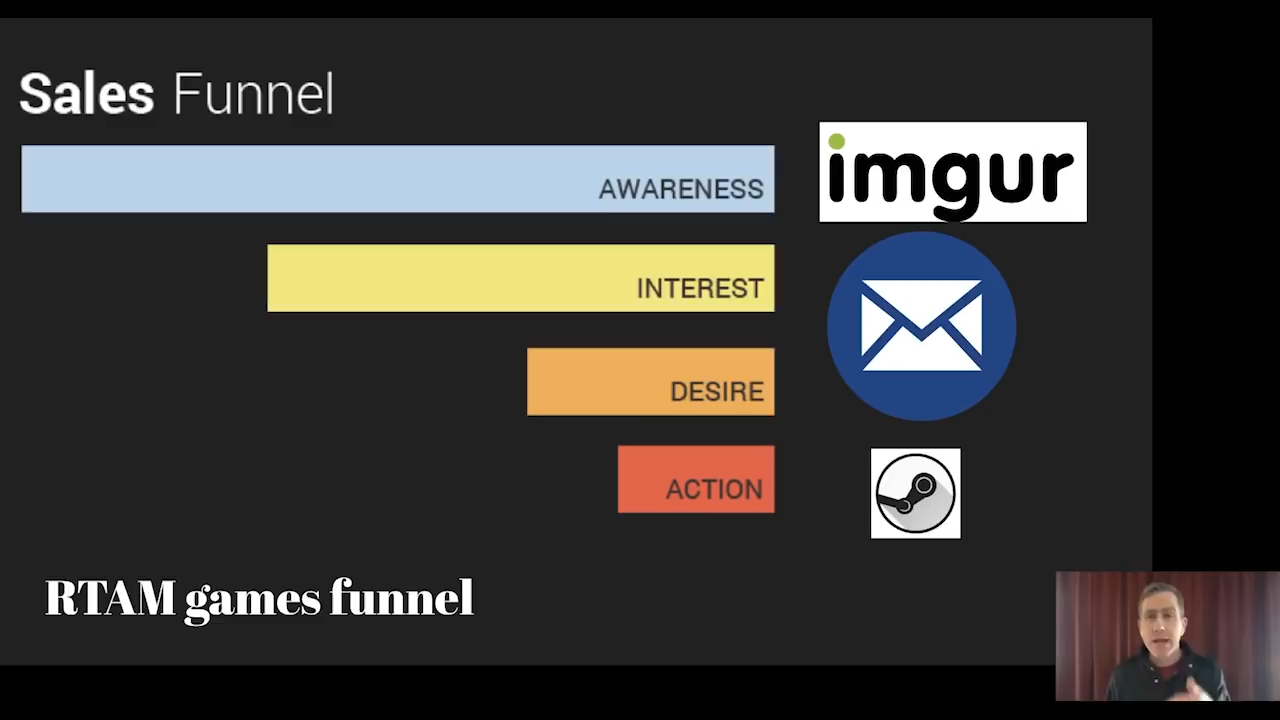 Sales Funnel
AWARENESS
imgur
INTEREST
DESIRE
ACTION
RTAM games funnel